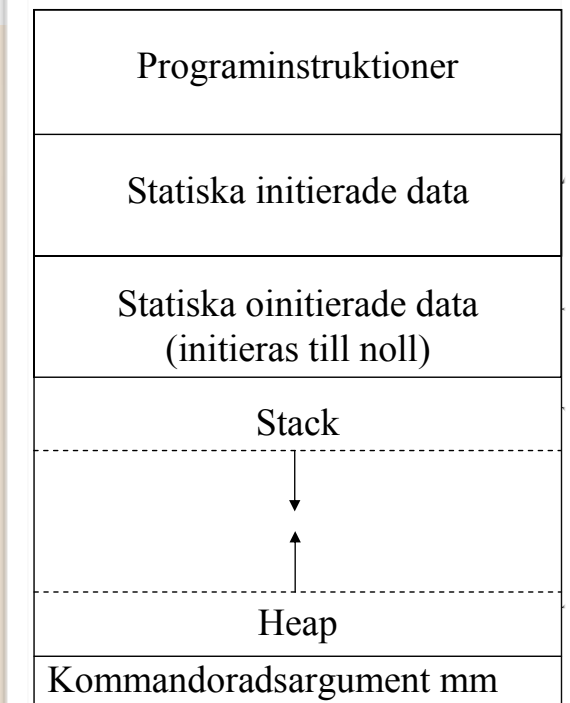 Programinstruktioner
Statiska initierade data
Statiska oinitierade data
(initieras till noll)
Stack
Heap
Kommandoradsargument mm